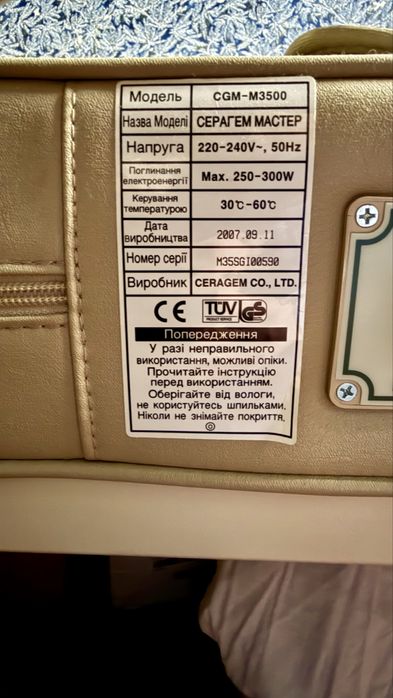 Модель CGM-M3500
Назва Моделі СЕРАГЕМ МАСТЕР
Напруга 220-240V~, 50Hz
Поглинання електроенергії Max. 250-300W
Керування температурою 30℃-60℃
Дата виробництва 2007.09.11
Номер серії M35SGI00590
Виробник CERAGEM CO., LTD.
CE TÜV PRODUCT SERVICE GS
Попередження
У разі неправильного
використання, можливі опіки.
Прочитайте інструкцію
перед використанням.
Оберігайте від вологи,
не користуйтесь шпильками.
Ніколи не знімайте покриття.